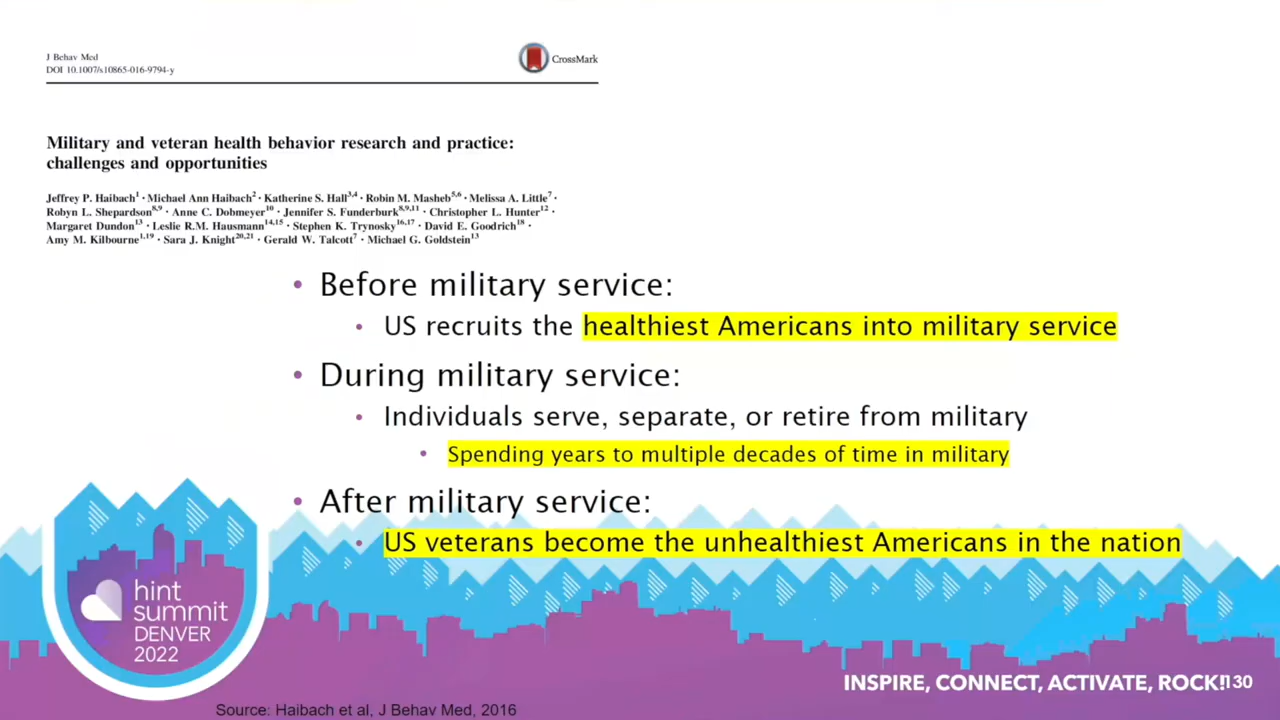 J Behav Med
DOI 10.1007/s10865-016-9794-y
CrossMark
Military and veteran health behavior research and practice:
challenges and opportunities
Jeffrey P. Haibach1 · Michael Ann Haibach2 · Katherine S. Hall3,4 · Robin M. Masheb5,6 · Melissa A. Little7 ·
Robyn L. Shepardson8,9 · Anne C. Dobmeyer10 · Jennifer S. Funderburk8,9,11 · Christopher L. Hunter12 ·
Margaret Dundon13 · Leslie R.M. Hausmann14,15 · Stephen K. Trynosky16,17 · David E. Goodrich18 ·
Amy M. Kilbourne1,19 · Sara J. Knight20,21 · Gerald W. Talcott7 · Michael G. Goldstein13
• Before military service:
• US recruits the healthiest Americans into military service
• During military service:
• Individuals serve, separate, or retire from military
• Spending years to multiple decades of time in military
• After military service:
• US veterans become the unhealthiest Americans in the nation
hint
summit
DENVER
2022
INSPIRE, CONNECT, ACTIVATE, ROCK!
130
Source: Haibach et al, J Behav Med, 2016